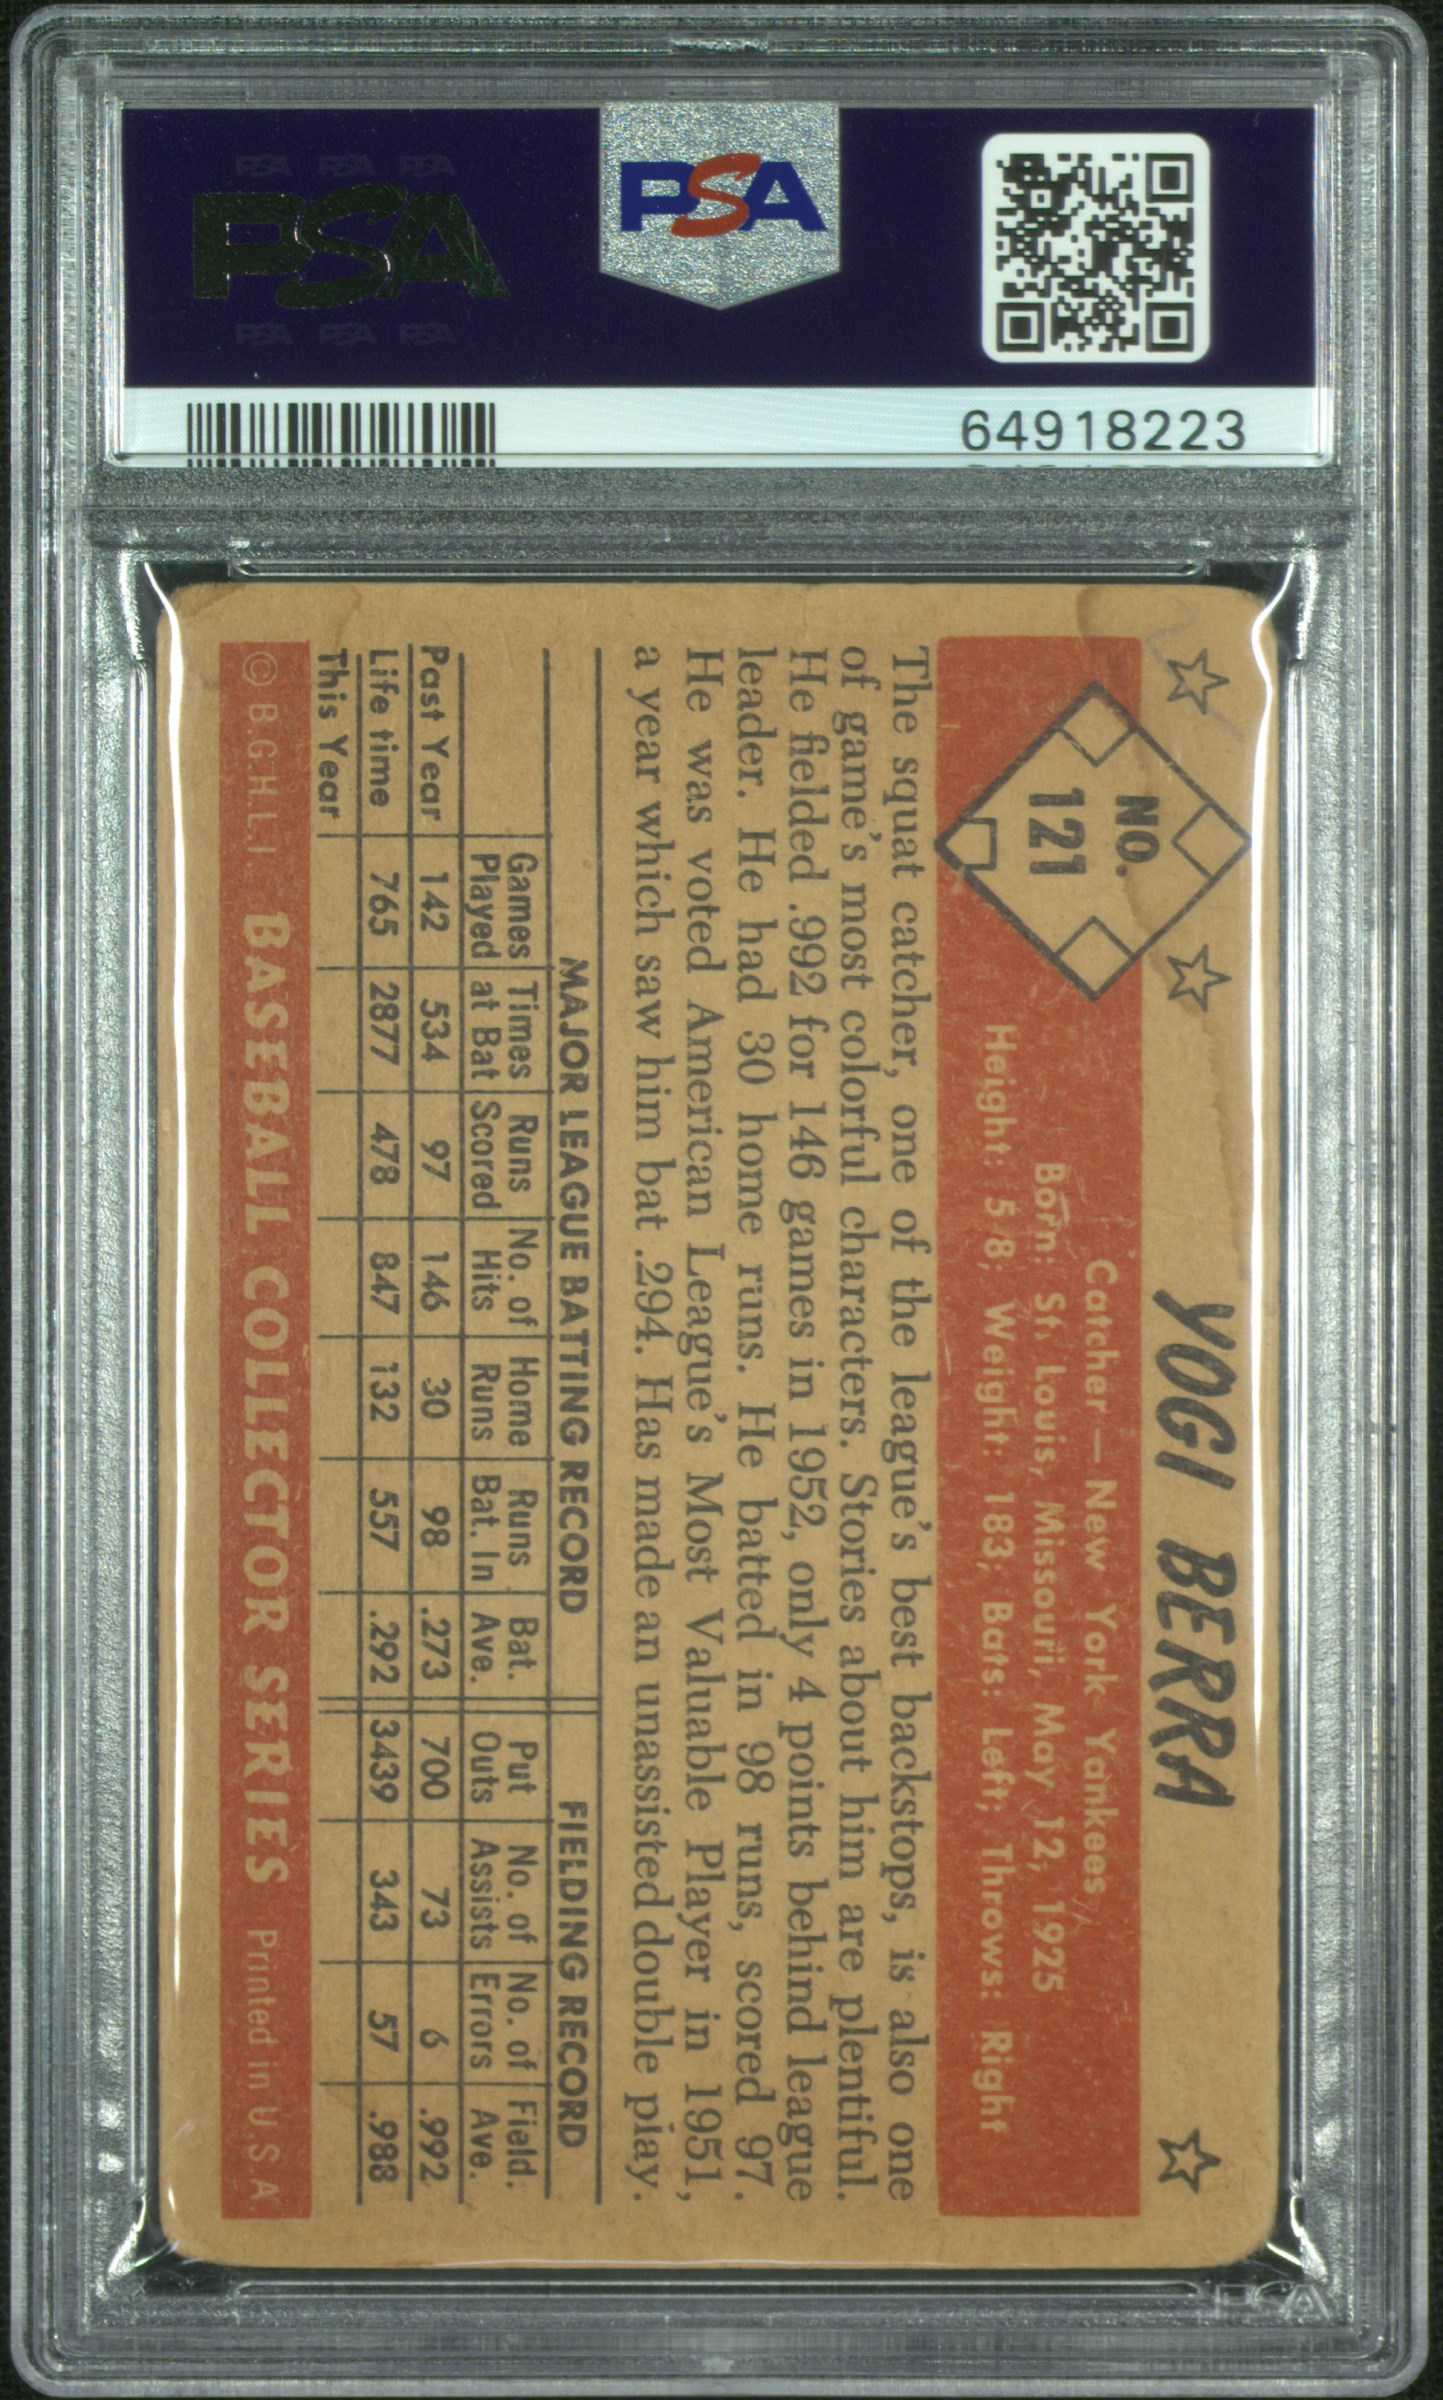 PSA PSA PSA
PSA
PSA PSA PSA
PSA
64918223
YOGI BERRA
NO.
121
Catcher — New York Yankees
Born: St. Louis, Missouri, May 12, 1925
Height: 5/8; Weight: 183; Bats: Left; Throws: Right
The squat catcher, one of the league's best backstops, is also one
of game's most colorful characters. Stories about him are plentiful.
He fielded .992 for 146 games in 1952, only 4 points behind league
leader. He had 30 home runs. He batted in 98 runs, scored 97.
He was voted American League's Most Valuable Player in 1951,
a year which saw him bat .294. Has made an unassisted double play.
MAJOR LEAGUE BATTING RECORD FIELDING RECORD
Games Times Runs No. of Home Runs Bat. Put No. of No. of Field.
Played at Bat Scored Hits Runs Bat. In Ave. Outs Assists Errors Ave.
Past Year 142 534 97 146 30 98 .273 700 73 6 .992
Life time 765 2877 478 847 132 557 .292 3439 343 57 .988
This Year
© B.G.H.L.I. BASEBALL COLLECTOR SERIES Printed in U.S.A.
PSA